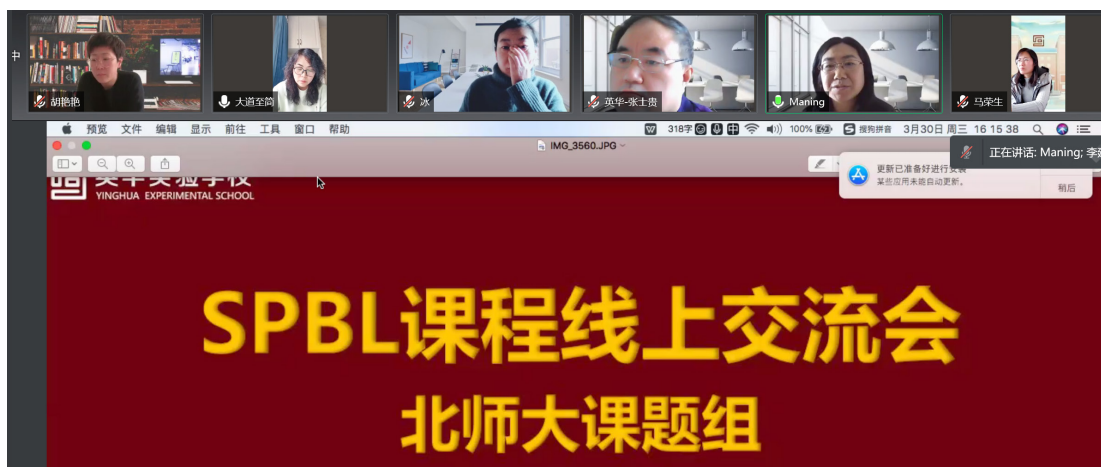 中
胡艳艳
大道至简
冰
英华-张士贵
Maning
马荣生
预览 文件 编辑 显示 前往 工具 窗口 帮助
318字 中 100% 搜狗拼音 3月30日 周三 16 15 38
IMG_3560.JPG
正在讲话: Maning;
更新已准备好进行安装
某些应用未能自动更新。
稍后
YINGHUA EXPERIMENTAL SCHOOL
SPBL课程线上交流会
北师大课题组